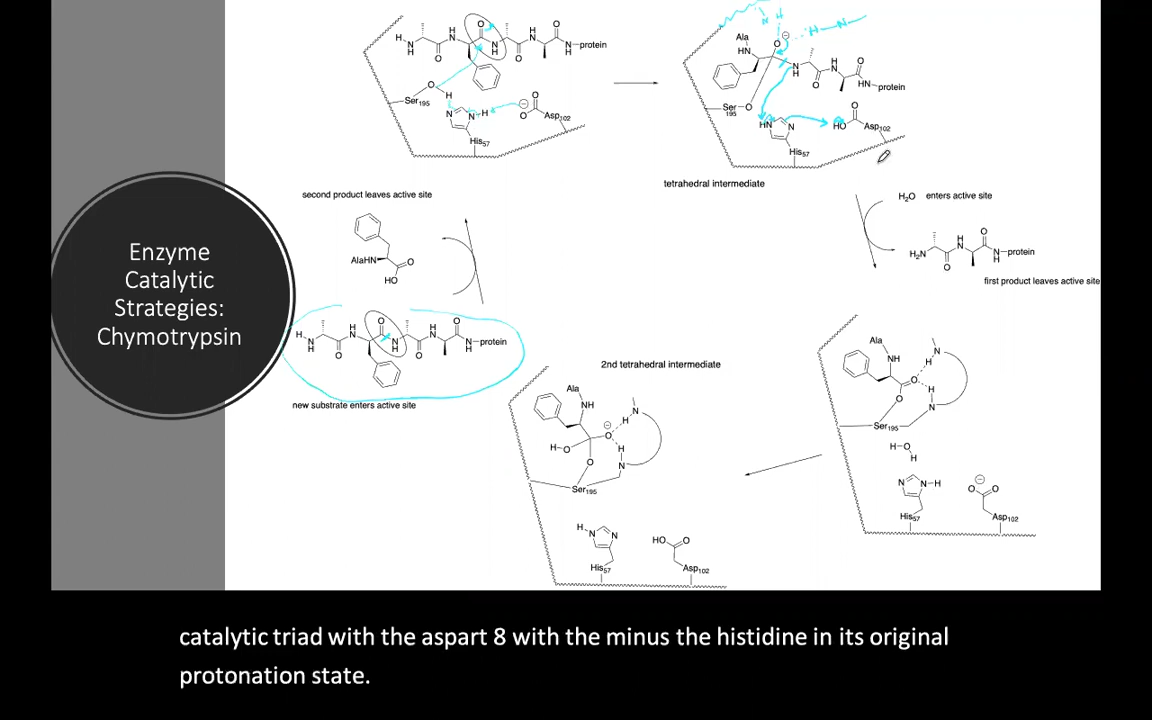 Enzyme
Catalytic
Strategies:
Chymotrypsin
H N H
O H N O H N O N H protein
O H
Ser195
N N H
His57
O O Asp102
Ala
HN
O
N H O H N O HN protein
Ser 195 O
HN N
His57
HO O Asp102
N H H N
tetrahedral intermediate
second product leaves active site
AlaHN O
HO
H2O enters active site
H2N O H N O N H protein
first product leaves active site
H N H O H N O N H O H N O N H protein
new substrate enters active site
2nd tetrahedral intermediate
Ala
NH
H O O H N
O H N
Ser195
H N N
His57
HO O
Asp102
Ala
NH
O H N
O H N
Ser195
H O H
N N H
His57
O O
Asp102
catalytic triad with the aspart 8 with the minus the histidine in its original
protonation state.